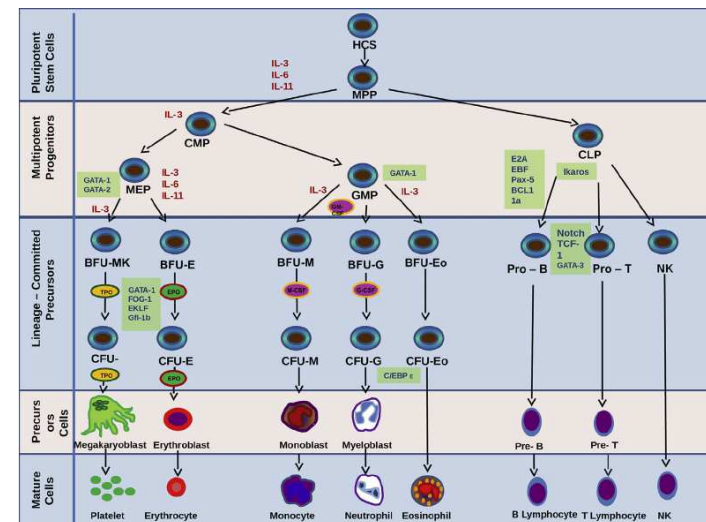 Pluripotent
Stem Cells
HCS
IL-3
IL-6
IL-11
MPP
Multipotent
Progenitors
IL-3
CMP
CLP
GATA-1
GATA-2
MEP
IL-3
IL-6
IL-11
IL-3
IL-3
GM-
CSF
GMP
GATA-1
IL-3
E2A
EBF
Pax-5
BCL1
1a
Ikaros
Lineage – Committed
Precursors
BFU-MK
BFU-E
BFU-M
BFU-G
BFU-Eo
Pro – B
Notch
TCF-
1
GATA-3
Pro – T
NK
TPO
GATA-1
FOG-1
EKLF
Gfi-1b
EPO
M-CSF
G-CSF
CFU-
CFU-E
CFU-M
CFU-G
CFU-Eo
TPO
EPO
C/EBP ε
Precurs
ors Cells
Megakaryoblast
Erythroblast
Monoblast
Myeloblast
Pre- B
Pre- T
Mature
Cells
Platelet
Erythrocyte
Monocyte
Neutrophil
Eosinophil
B Lymphocyte
T Lymphocyte
NK